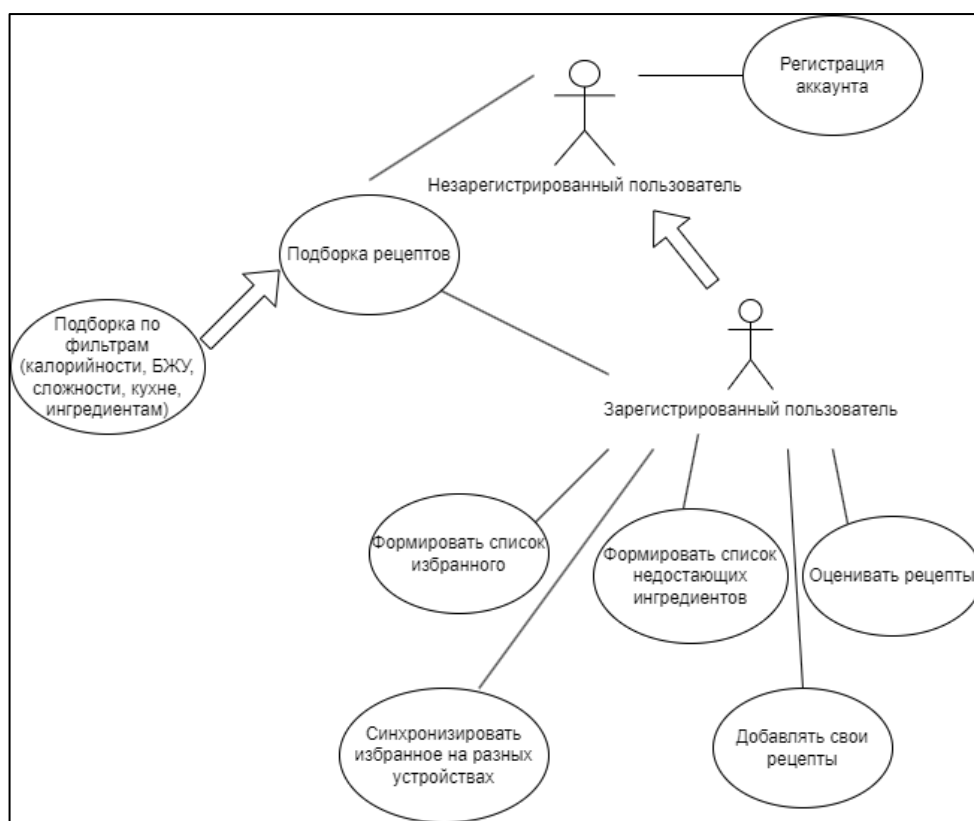 Регистрация
аккаунта
Незарегистрированный пользователь
Подборка рецептов
Подборка по
фильтрам
(калорийности, БЖУ,
сложности, кухне,
ингредиентам)
Зарегистрированный пользователь
Формировать список
избранного
Формировать список
недостающих
ингредиентов
Оценивать рецепты
Синхронизировать
избранное на разных
устройствах
Добавлять свои
рецепты